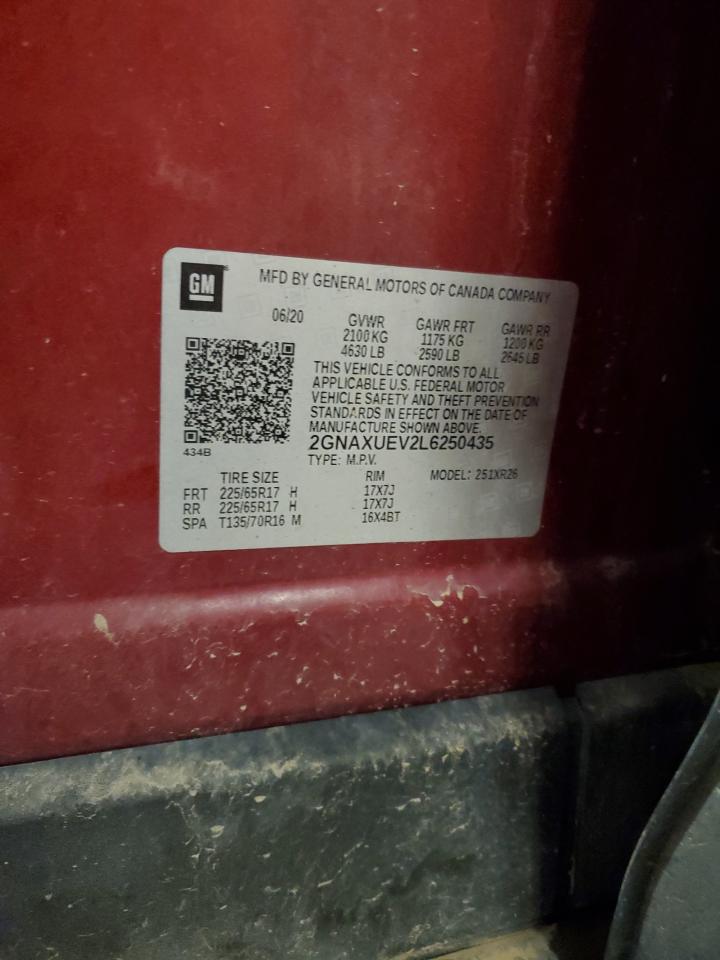 GM
MFD BY GENERAL MOTORS OF CANADA COMPANY
06/20 GVWR GAWR FRT GAWR RR
2100 KG 1175 KG 1200 KG
4630 LB 2590 LB 2645 LB
THIS VEHICLE CONFORMS TO ALL
APPLICABLE U.S. FEDERAL MOTOR
VEHICLE SAFETY AND THEFT PREVENTION
STANDARDS IN EFFECT ON THE DATE OF
MANUFACTURE SHOWN ABOVE.
2GNAXUEV2L6250435
434B
TYPE: M.P.V.
TIRE SIZE RIM MODEL: 251XR26
FRT 225/65R17 H 17X7J
RR 225/65R17 H 17X7J
SPA T135/70R16 M 16X4BT